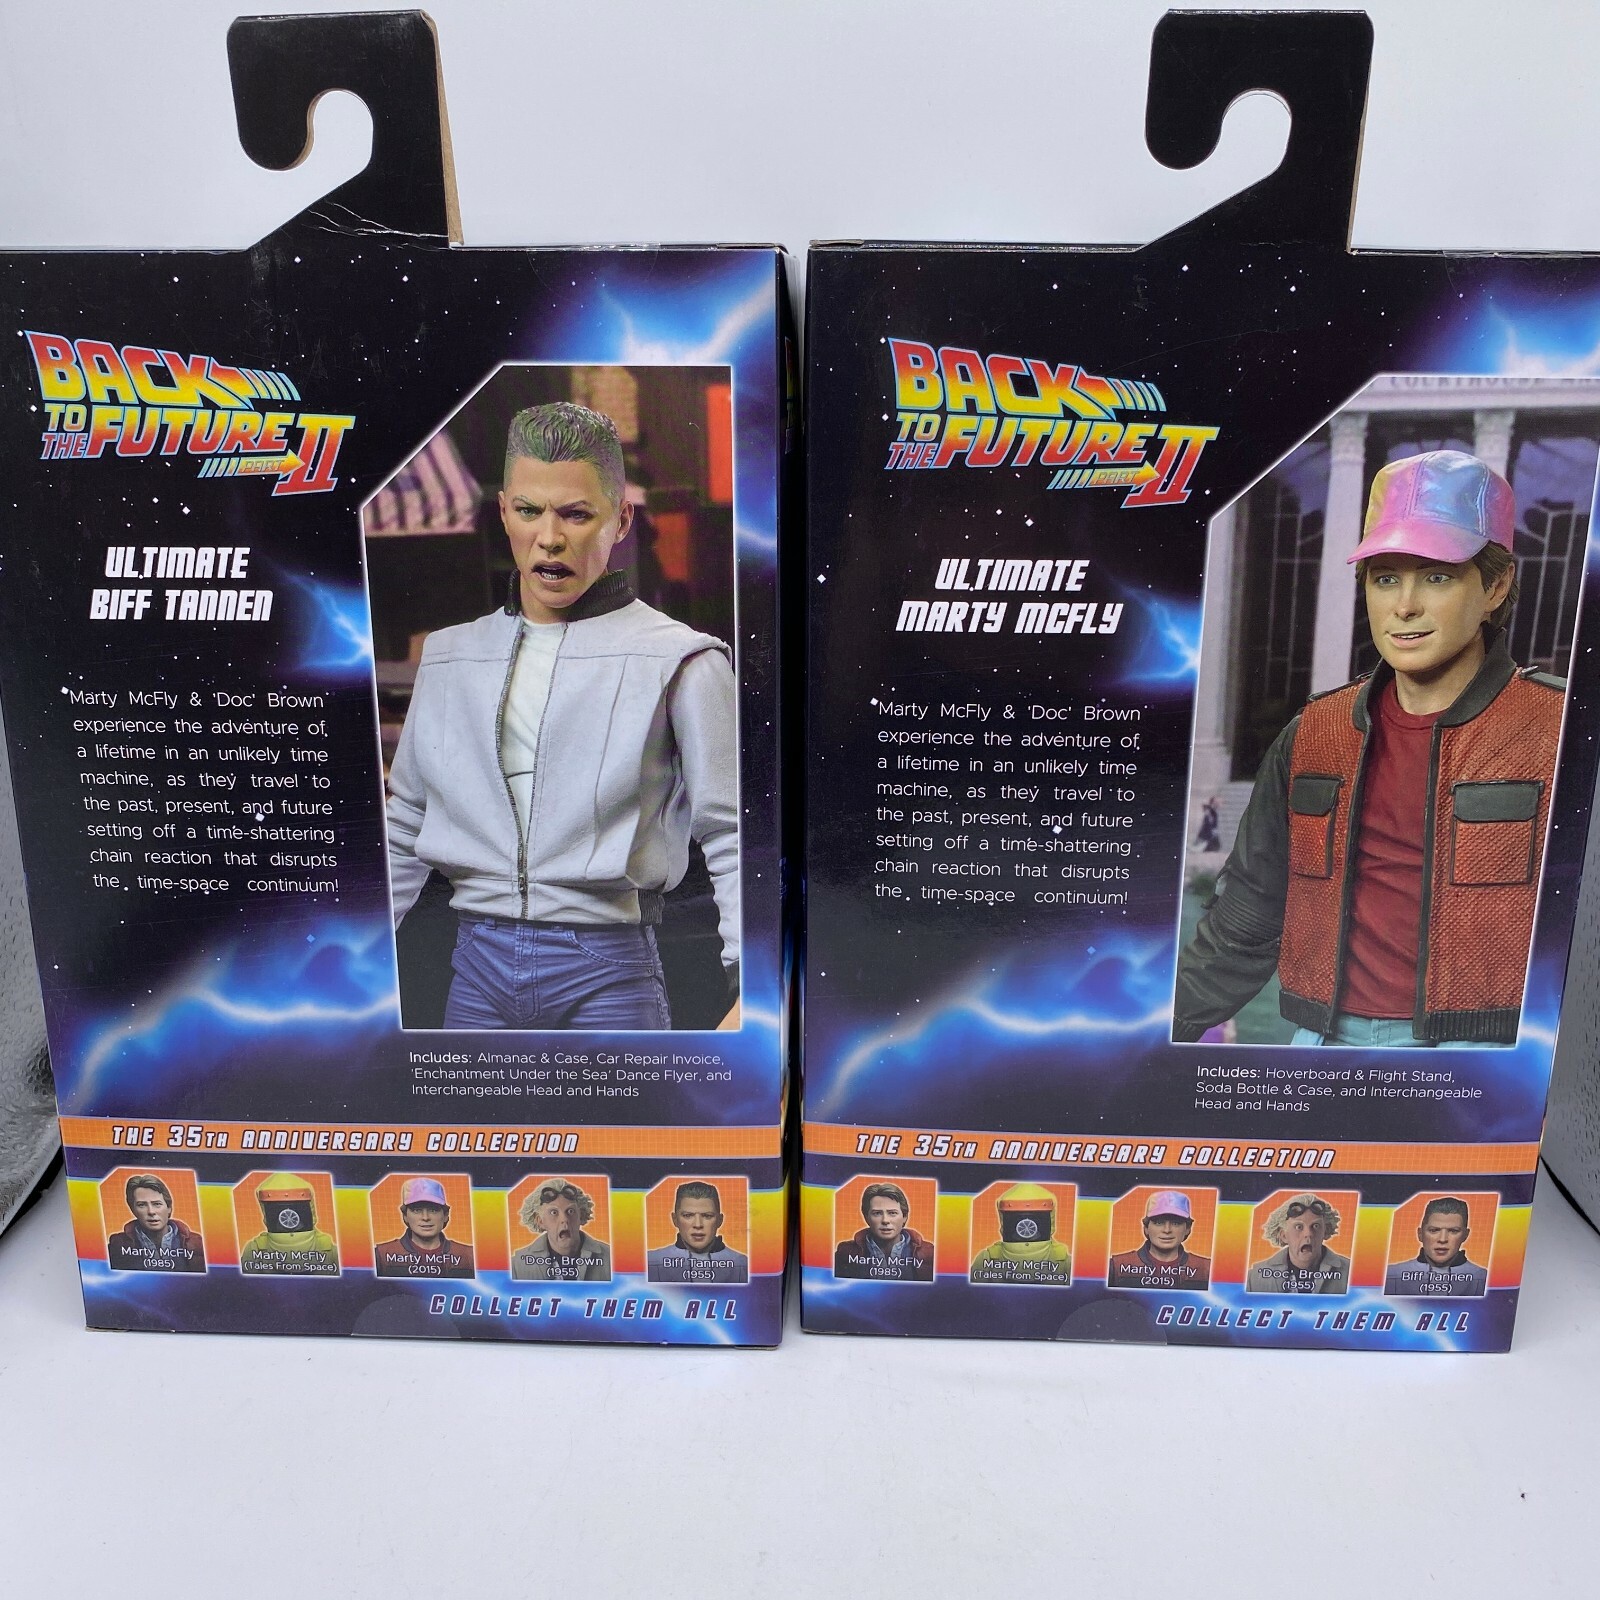 BACK
TO
THE FUTURE
PART II
ULTIMATE
BIFF TANNEN
Marty McFly & 'Doc' Brown
experience the adventure of
a lifetime in an unlikely time
machine, as they travel to
the past, present, and future
setting off a time-shattering
chain reaction that disrupts
the time-space continuum!
Includes: Almanac & Case, Car Repair Invoice,
'Enchantment Under the Sea' Dance Flyer, and
Interchangeable Head and Hands
THE 35TH ANNIVERSARY COLLECTION
Marty McFly
(1985)
Marty McFly
(Tales From Space)
Marty McFly
(2015)
'Doc' Brown
(1955)
Biff Tannen
(1955)
COLLECT THEM ALL
BACK
TO
THE FUTURE
PART II
COURTHOUSE
ULTIMATE
MARTY MCFLY
Marty McFly & 'Doc' Brown
experience the adventure of
a lifetime in an unlikely time
machine, as they travel to
the past, present, and future
setting off a time-shattering
chain reaction that disrupts
the time-space continuum!
Includes: Hoverboard & Flight Stand,
Soda Bottle & Case, and Interchangeable
Head and Hands
THE 35TH ANNIVERSARY COLLECTION
Marty McFly
(1985)
Marty McFly
(Tales From Space)
Marty McFly
(2015)
'Doc' Brown
(1955)
Biff Tannen
(1955)
COLLECT THEM ALL